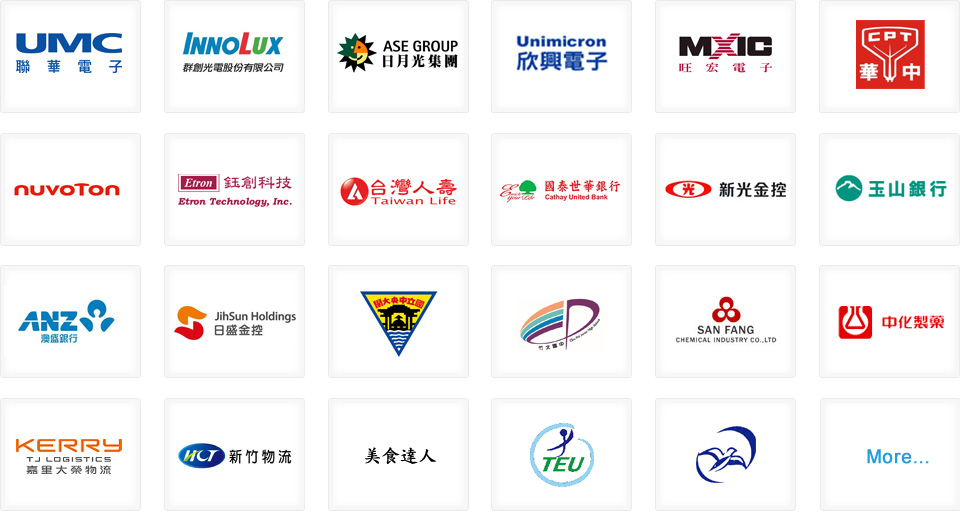 UMC
聯華電子
INNOLUX
群創光電股份有限公司
ASE GROUP
日月光集團
Unimicron
欣興電子
MXIC
旺宏電子
CPT
華中
nuvoTon
Etron 鈺創科技
Etron Technology, Inc.
台灣人壽
Taiwan Life
國泰世華銀行
Cathay United Bank
光 新光金控
玉山銀行
ANZ
澳盛銀行
JihSun Holdings
日盛金控
國立中央大學
竹北國中
SAN FANG
CHEMICAL INDUSTRY CO.,LTD
中化製藥
KERRY
TJ LOGISTICS
嘉里大榮物流
HCT 新竹物流
美食達人
TEU
More...